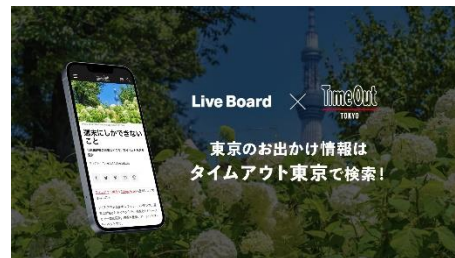 Live Board × Time Out
TOKYO
東京のお出かけ情報は
タイムアウト東京で検索！
週末にしかできない
こと